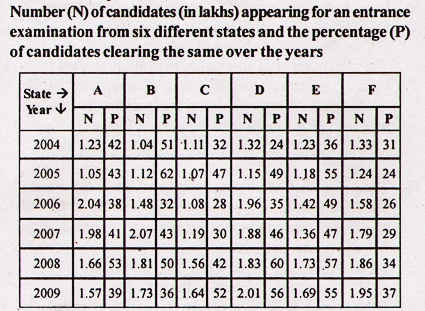 Number (N) of candidates (in lakhs) appearing for an entrance
examination from six different states and the percentage (P)
of candidates clearing the same over the years
State → A B C D E F
Year ↓ N P N P N P N P N P N P
2004 1.23 42 1.04 51 1.11 32 1.32 24 1.23 36 1.33 31
2005 1.05 43 1.12 62 1.07 47 1.15 49 1.18 55 1.24 24
2006 2.04 38 1.48 32 1.08 28 1.96 35 1.42 49 1.58 26
2007 1.98 41 2.07 43 1.19 30 1.88 46 1.36 47 1.79 29
2008 1.66 53 1.81 50 1.56 42 1.83 60 1.73 57 1.86 34
2009 1.57 39 1.73 36 1.64 52 2.01 56 1.69 55 1.95 37